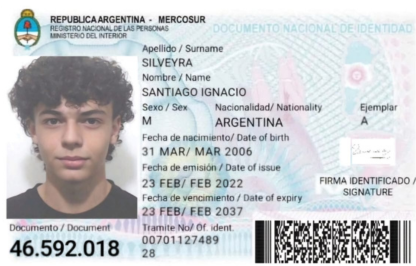 REPUBLICA ARGENTINA - MERCOSUR
REGISTRO NACIONAL DE LAS PERSONAS
MINISTERIO DEL INTERIOR
DOCUMENTO NACIONAL DE IDENTIDAD
Apellido / Surname
SILVEYRA
Nombre / Name
SANTIAGO IGNACIO
Sexo / Sex Nacionalidad/ Nationality Ejemplar
M ARGENTINA A
Fecha de nacimiento/ Date of birth
31 MAR/ MAR 2006
Fecha de emisión / Date of issue
23 FEB/ FEB 2022
Fecha de vencimiento / Date of expiry
23 FEB/ FEB 2037
FIRMA IDENTIFICADO /
SIGNATURE
Documento / Document
46.592.018
Tramite No/ Of. ident.
00701127489
28